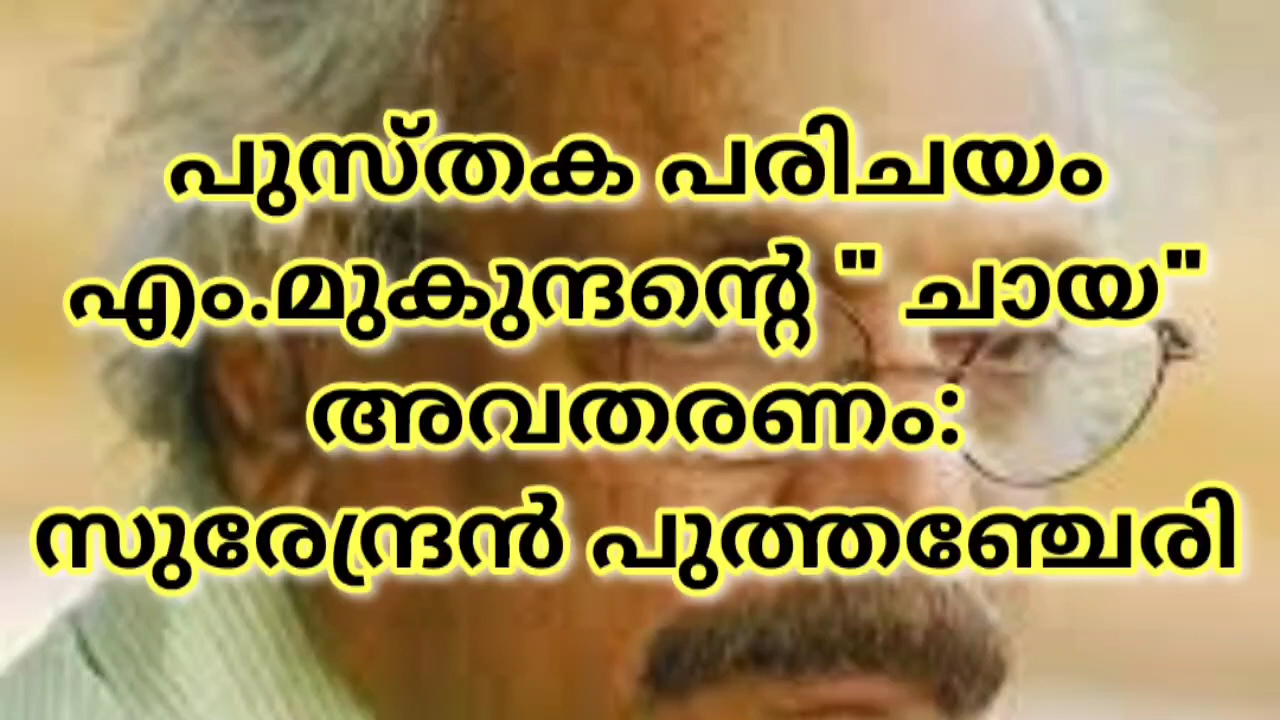 പുസ്തക പരിചയം
എം.മുകുന്ദന്റെ " ചായ"
അവതരണം:
സുരേന്ദ്രൻ പുത്തഞ്ചേരി